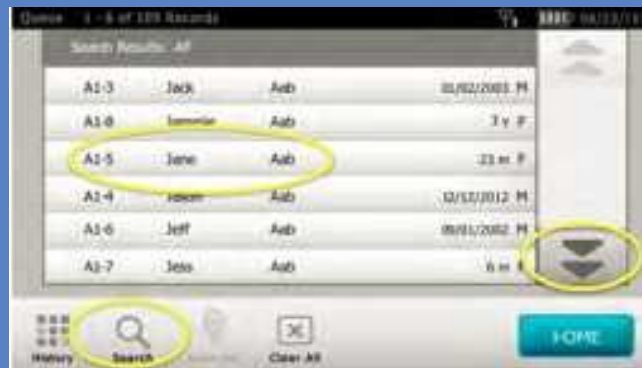 Queue 1 - 6 of 189 Records
Search Results: All
A1-3 Jack Aab 01/02/2003 M
A1-8 Aab 3 y F
A1-5 Jane Aab 21 m F
A1-4 Aab 12/12/2012 M
A1-6 Jeff Aab 09/01/2002 M
A1-7 Jess Aab 6 m
History Search Clear All HOME